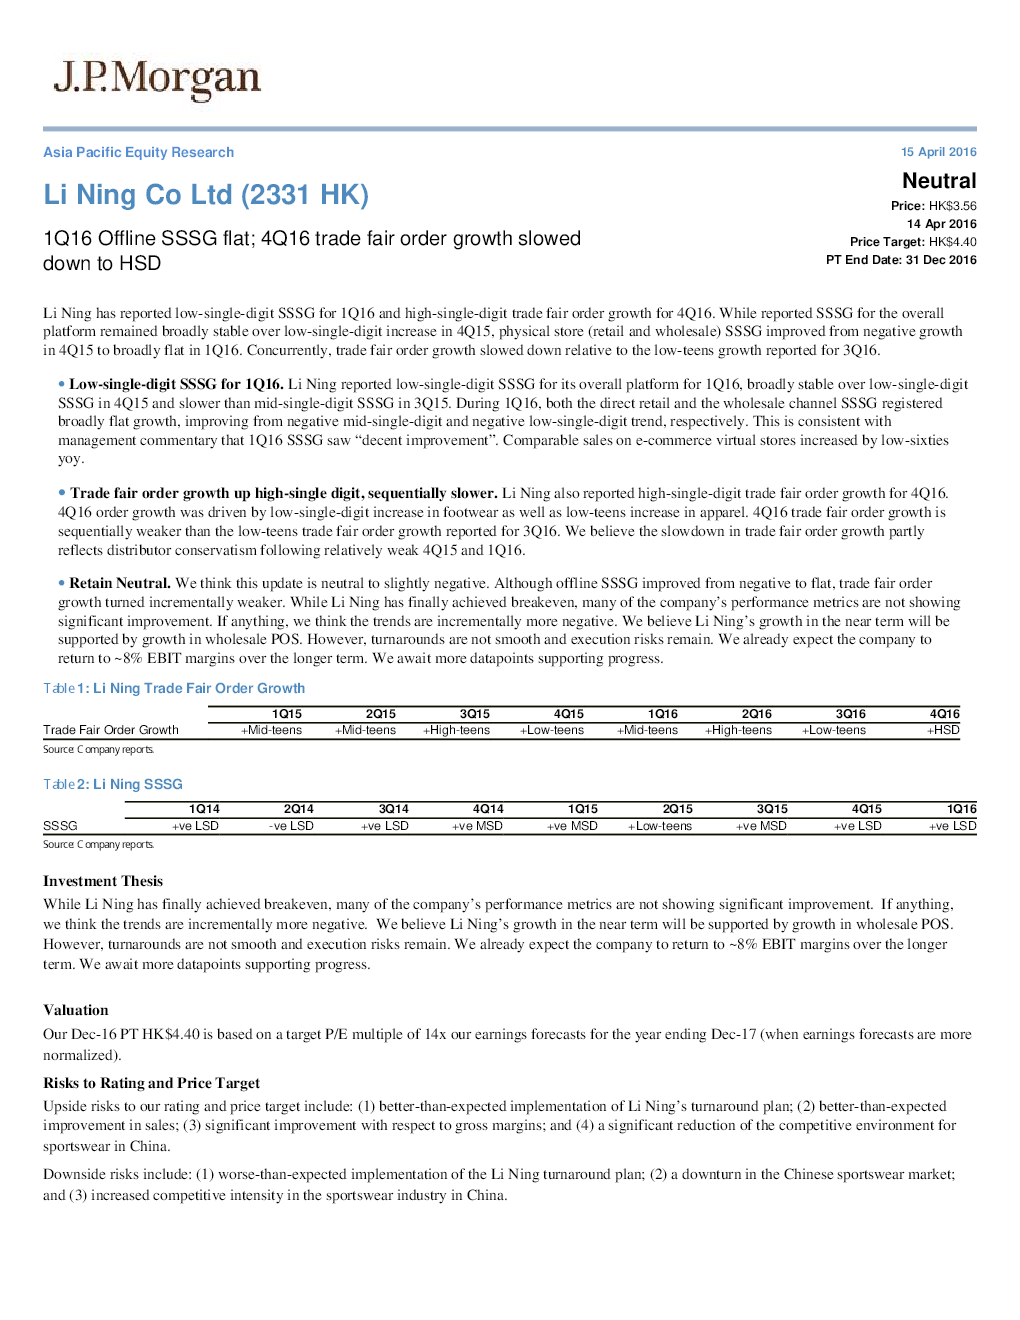 J.P.Morgan
Asia Pacific Equity Research
15 April 2016
Li Ning Co Ltd (2331 HK)
Neutral
Price: HK$3.56
14 Apr 2016
Price Target: HK$4.40
PT End Date: 31 Dec 2016
1Q16 Offline SSSG flat; 4Q16 trade fair order growth slowed
down to HSD
Li Ning has reported low-single-digit SSSG for 1Q16 and high-single-digit trade fair order growth for 4Q16. While reported SSSG for the overall
platform remained broadly stable over low-single-digit increase in 4Q15, physical store (retail and wholesale) SSSG improved from negative growth
in 4Q15 to broadly flat in 1Q16. Concurrently, trade fair order growth slowed down relative to the low-teens growth reported for 3Q16.
• Low-single-digit SSSG for 1Q16. Li Ning reported low-single-digit SSSG for its overall platform for 1Q16, broadly stable over low-single-digit
SSSG in 4Q15 and slower than mid-single-digit SSSG in 3Q15. During 1Q16, both the direct retail and the wholesale channel SSSG registered
broadly flat growth, improving from negative mid-single-digit and negative low-single-digit trend, respectively. This is consistent with
management commentary that 1Q16 SSSG saw “decent improvement”. Comparable sales on e-commerce virtual stores increased by low-sixties
yoy.
• Trade fair order growth up high-single digit, sequentially slower. Li Ning also reported high-single-digit trade fair order growth for 4Q16.
4Q16 order growth was driven by low-single-digit increase in footwear as well as low-teens increase in apparel. 4Q16 trade fair order growth is
sequentially weaker than the low-teens trade fair order growth reported for 3Q16. We believe the slowdown in trade fair order growth partly
reflects distributor conservatism following relatively weak 4Q15 and 1Q16.
• Retain Neutral. We think this update is neutral to slightly negative. Although offline SSSG improved from negative to flat, trade fair order
growth turned incrementally weaker. While Li Ning has finally achieved breakeven, many of the company’s performance metrics are not showing
significant improvement. If anything, we think the trends are incrementally more negative. We believe Li Ning’s growth in the near term will be
supported by growth in wholesale POS. However, turnarounds are not smooth and execution risks remain. We already expect the company to
return to ~8% EBIT margins over the longer term. We await more datapoints supporting progress.
Table 1: Li Ning Trade Fair Order Growth
1Q15 2Q15 3Q15 4Q15 1Q16 2Q16 3Q16 4Q16
Trade Fair Order Growth +Mid-teens +Mid-teens +High-teens +Low-teens +Mid-teens +High-teens +Low-teens +HSD
Source: Company reports.
Table 2: Li Ning SSSG
1Q14 2Q14 3Q14 4Q14 1Q15 2Q15 3Q15 4Q15 1Q16
SSSG +ve LSD -ve LSD +ve LSD +ve MSD +ve MSD +Low-teens +ve MSD +ve LSD +ve LSD
Source: Company reports.
Investment Thesis
While Li Ning has finally achieved breakeven, many of the company’s performance metrics are not showing significant improvement. If anything,
we think the trends are incrementally more negative. We believe Li Ning’s growth in the near term will be supported by growth in wholesale POS.
However, turnarounds are not smooth and execution risks remain. We already expect the company to return to ~8% EBIT margins over the longer
term. We await more datapoints supporting progress.
Valuation
Our Dec-16 PT HK$4.40 is based on a target P/E multiple of 14x our earnings forecasts for the year ending Dec-17 (when earnings forecasts are more
normalized).
Risks to Rating and Price Target
Upside risks to our rating and price target include: (1) better-than-expected implementation of Li Ning’s turnaround plan; (2) better-than-expected
improvement in sales; (3) significant improvement with respect to gross margins; and (4) a significant reduction of the competitive environment for
sportswear in China.
Downside risks include: (1) worse-than-expected implementation of the Li Ning turnaround plan; (2) a downturn in the Chinese sportswear market;
and (3) increased competitive intensity in the sportswear industry in China.